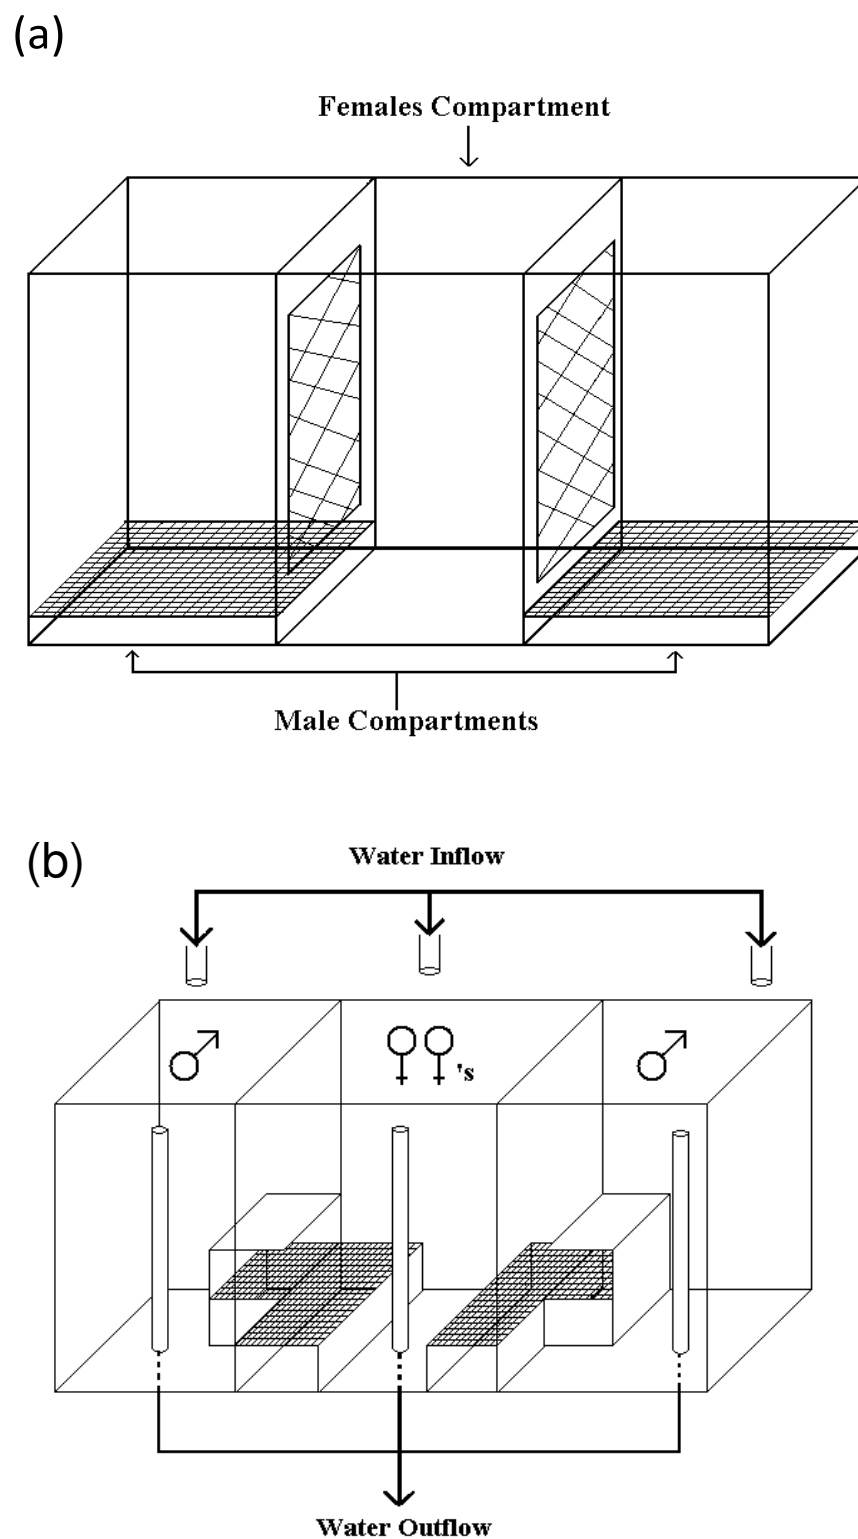 (a)
Females Compartment
Male Compartments
(b)
Water Inflow
♂ ♀♀'s ♂
Water Outflow